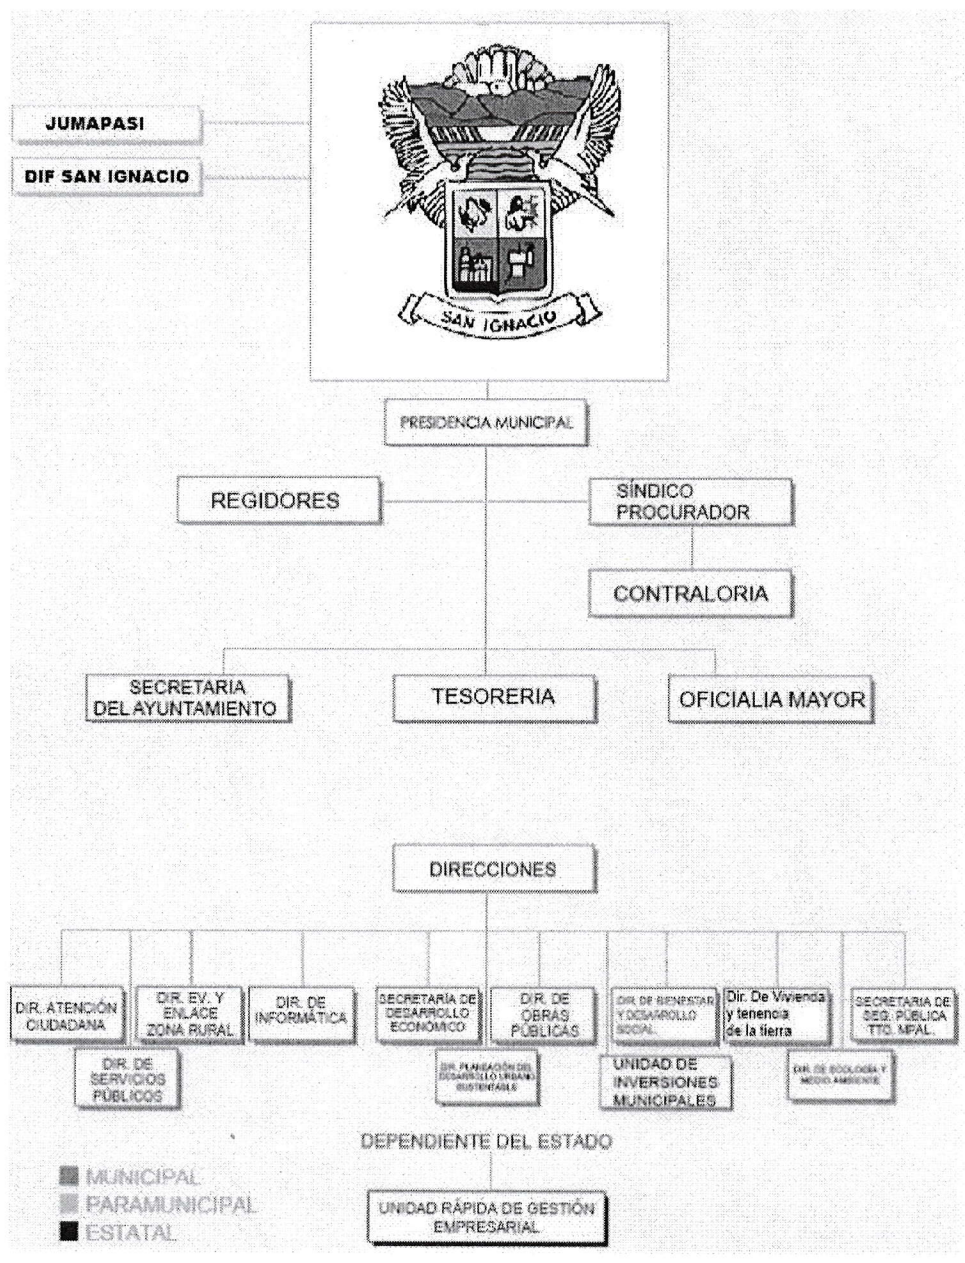 JUMAPASI
DIF SAN IGNACIO
SAN IGNACIO
PRESIDENCIA MUNICIPAL
REGIDORES
SÍNDICO
PROCURADOR
CONTRALORIA
SECRETARIA
DEL AYUNTAMIENTO
TESORERIA
OFICIALIA MAYOR
DIRECCIONES
DIR. ATENCIÓN
CIUDADANA
DIR. EV. Y
ENLACE
ZONA RURAL
DIR. DE
INFORMÁTICA
SECRETARÍA DE
DESARROLLO
ECONÓMICO
DIR. DE
OBRAS
PÚBLICAS
DIR. DE BIENESTAR
Y DESARROLLO
SOCIAL
Dir. De Vivienda
y tenencia
de la tierra
SECRETARIA DE
SEG. PÚBLICA
TTO. MPAL.
DIR. DE
SERVICIOS
PÚBLICOS
DIR. PLANEACIÓN DEL
DESARROLLO URBANO
SUSTENTABLE
UNIDAD DE
INVERSIONES
MUNICIPALES
DIR. DE ECOLOGÍA Y
MEDIO AMBIENTE
DEPENDIENTE DEL ESTADO
UNIDAD RÁPIDA DE GESTIÓN
EMPRESARIAL
MUNICIPAL
PARAMUNICIPAL
ESTATAL